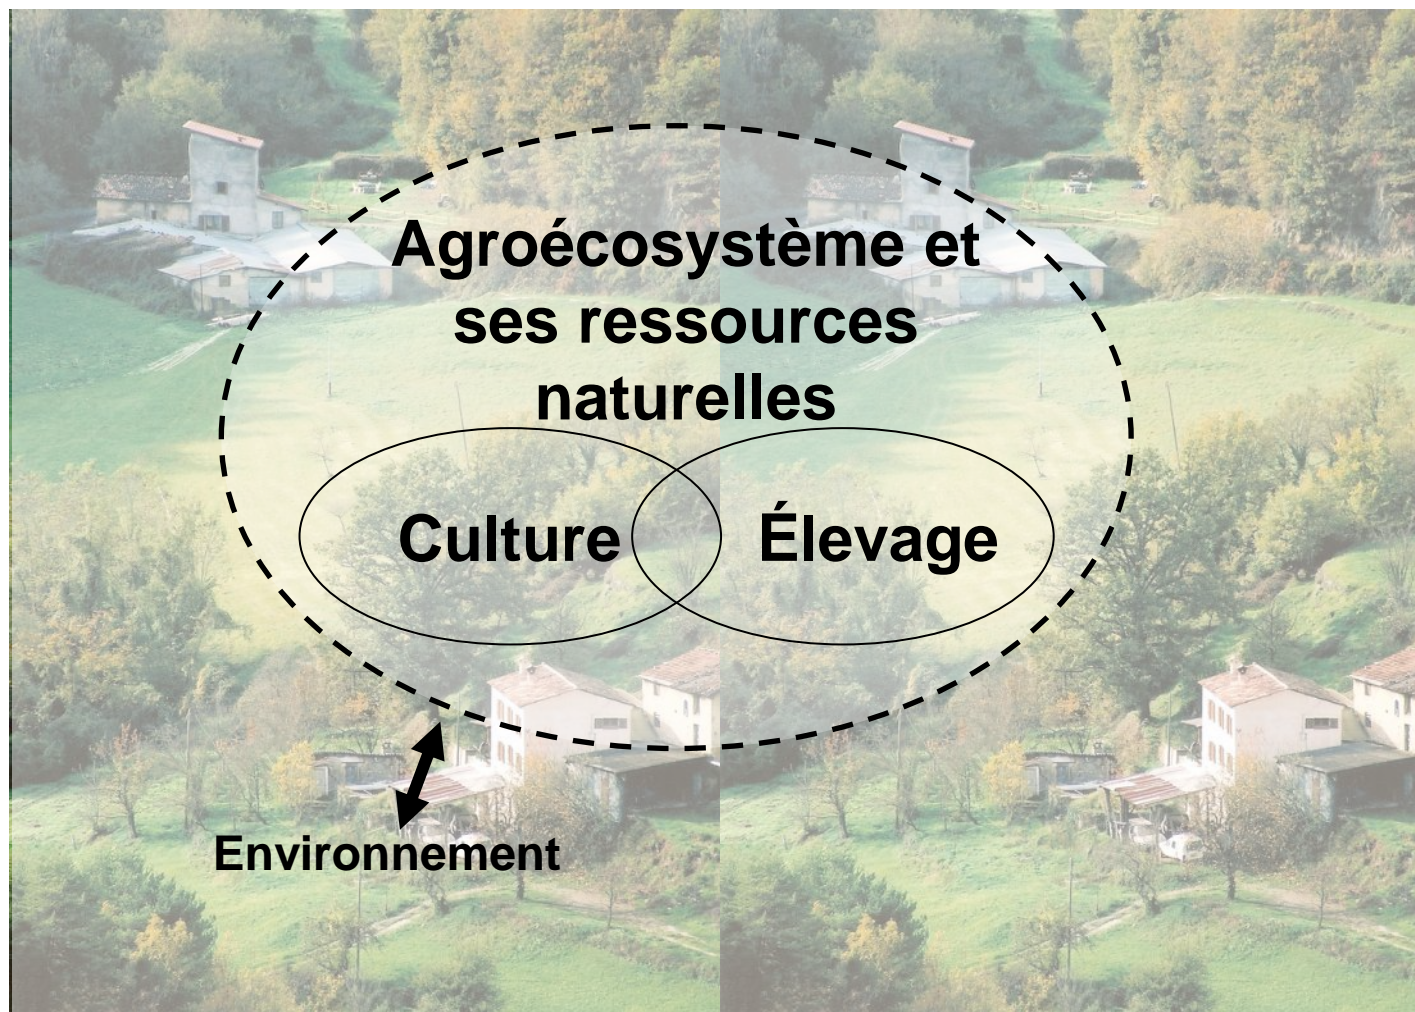 Agroécosystème et
ses ressources
naturelles
Culture
Élevage
Environnement